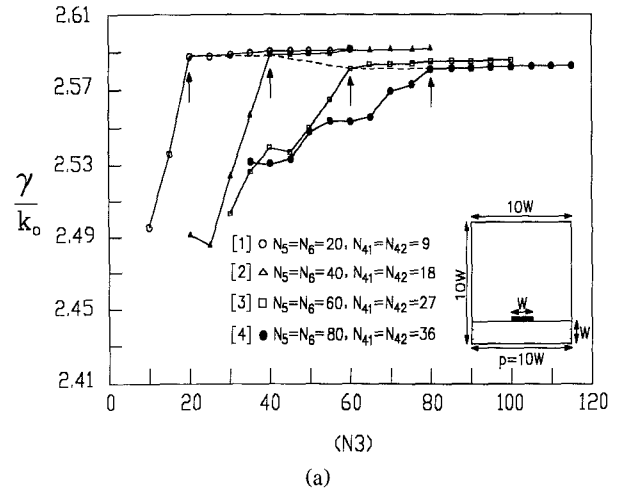 (a)
2.61
2.57
2.53
2.49
2.45
2.41
γ
k₀
0 20 40 60 80 100 120
(N3)
[1] ○ N₅=N₆=20, N₄₁=N₄₂=9
[2] △ N₅=N₆=40, N₄₁=N₄₂=18
[3] □ N₅=N₆=60, N₄₁=N₄₂=27
[4] ● N₅=N₆=80, N₄₁=N₄₂=36
10W
10W
W
W
p=10W
(a)